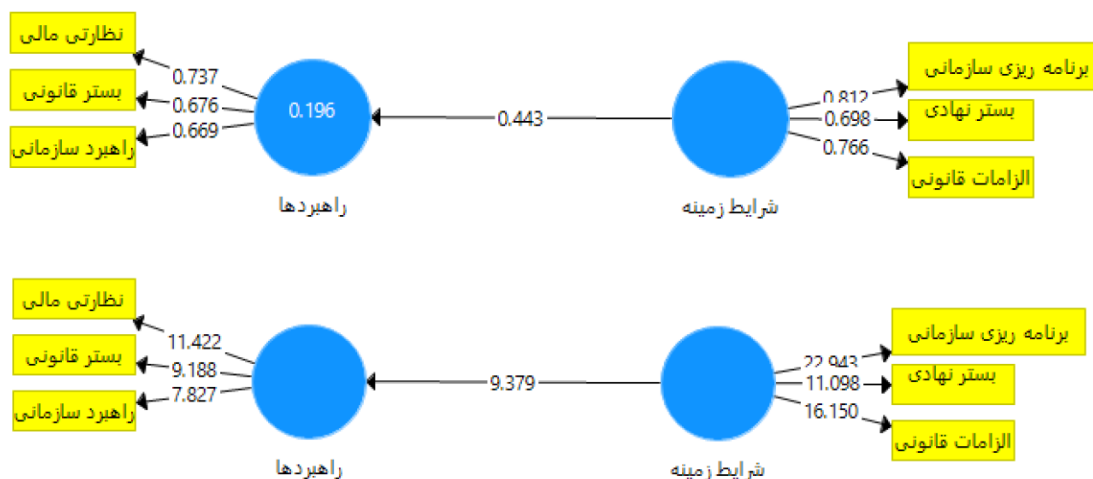 نظارتی مالی
بستر قانونی
راهبرد سازمانی
0.737
0.676
0.669
0.196
راهبردها
0.443
شرایط زمینه
0.812
0.698
0.766
برنامه ریزی سازمانی
بستر نهادی
الزامات قانونی
نظارتی مالی
بستر قانونی
راهبرد سازمانی
11.422
9.188
7.827
راهبردها
9.379
شرایط زمینه
22.943
11.098
16.150
برنامه ریزی سازمانی
بستر نهادی
الزامات قانونی